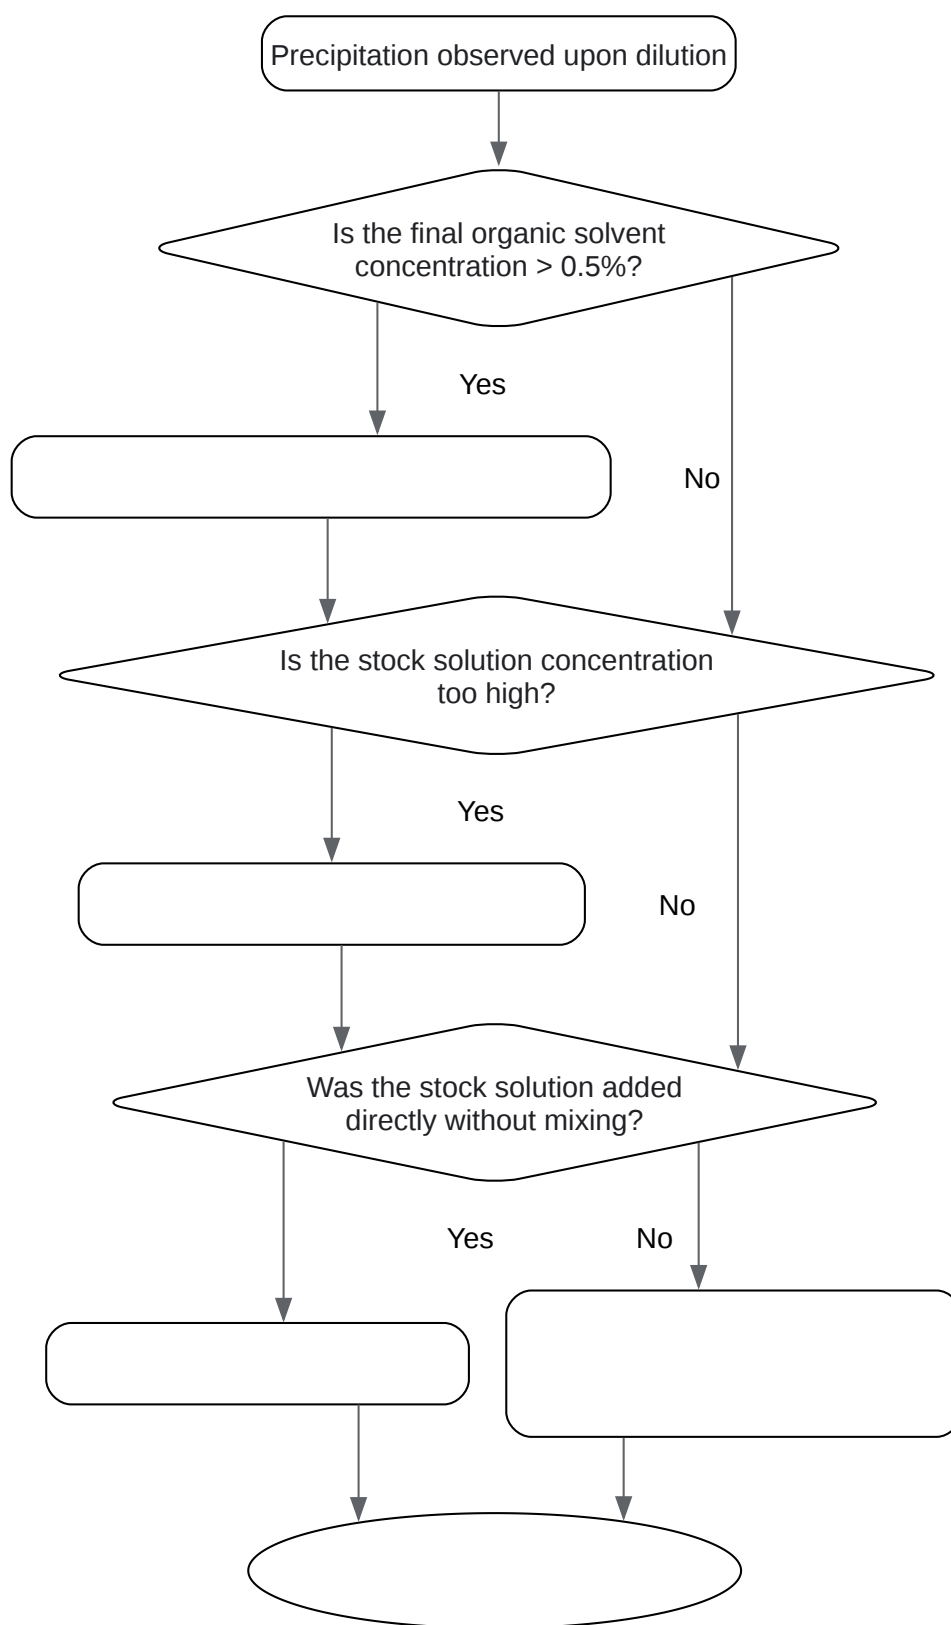 Precipitation observed upon dilution
Is the final organic solvent
concentration > 0.5%?
Yes
No
Is the stock solution concentration
too high?
Yes
No
Was the stock solution added
directly without mixing?
Yes
No